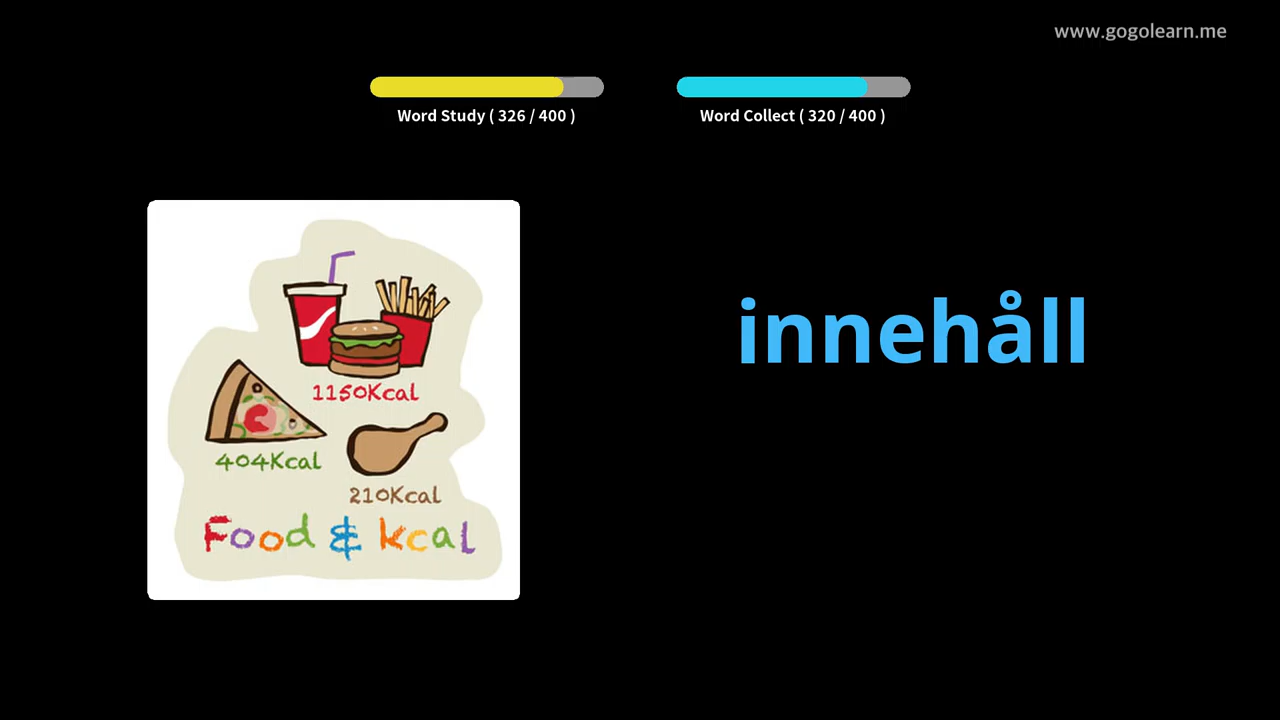 www.gogolearn.me
Word Study ( 326 / 400 )
Word Collect ( 320 / 400 )
1150Kcal
404Kcal
210Kcal
Food & kcal
innehåll